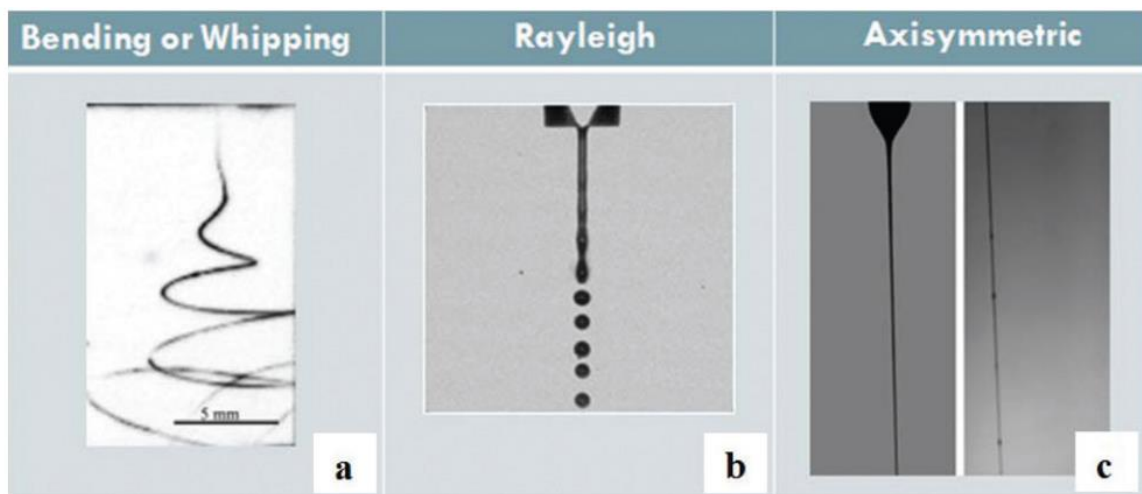 Bending or Whipping
Rayleigh
Axisymmetric
5 mm
a
b
c